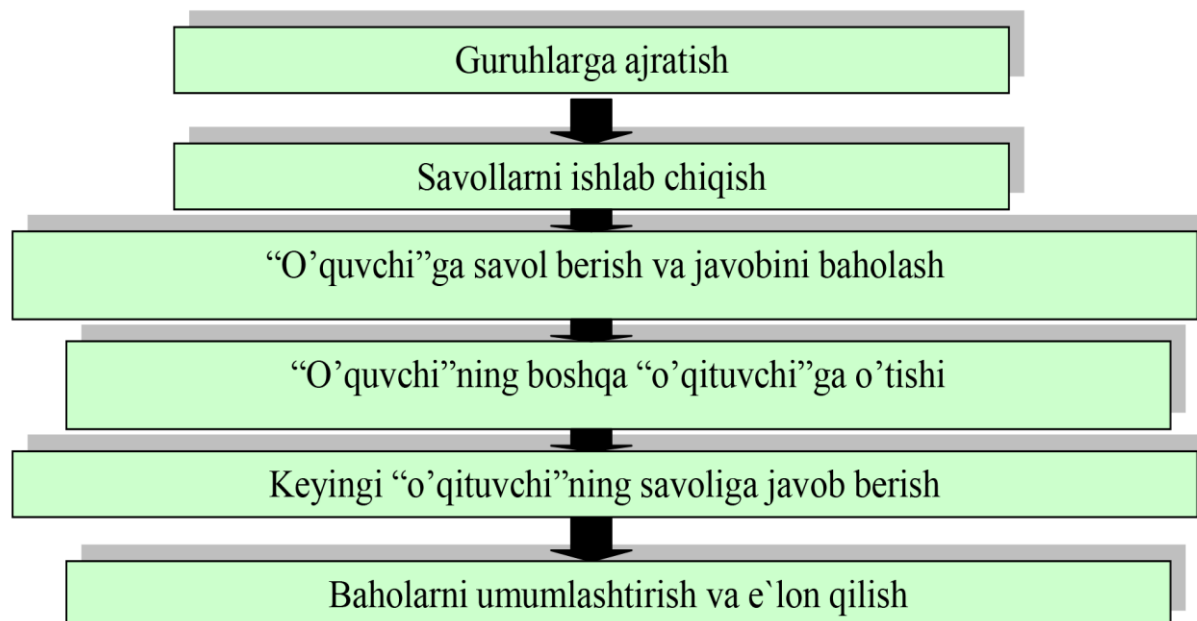 Guruhlarga ajratish
Savollarni ishlab chiqish
“O’quvchi”ga savol berish va javobini baholash
“O’quvchi”ning boshqa “o’qituvchi”ga o’tishi
Keyingi “o’qituvchi”ning savoliga javob berish
Baholarni umumlashtirish va e`lon qilish